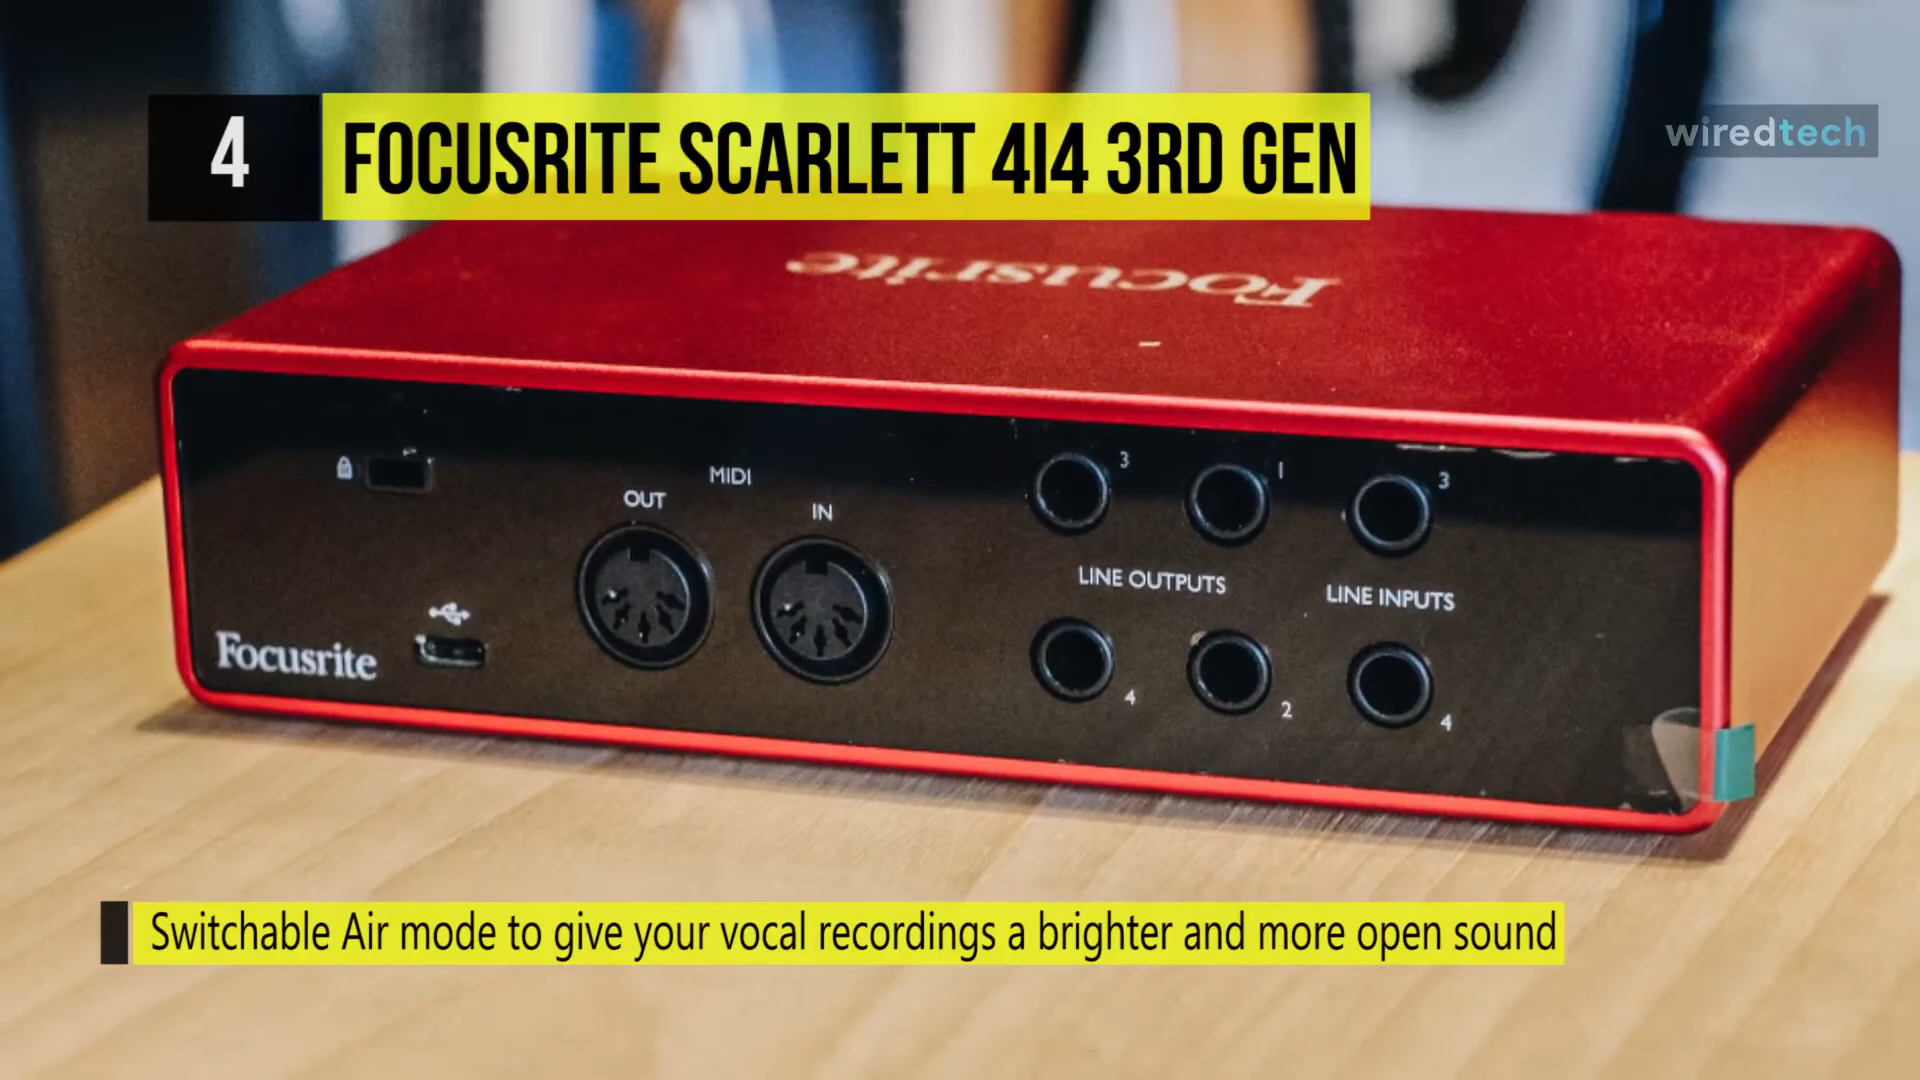 4 FOCUSRITE SCARLETT 4I4 3RD GEN
wiredtech
Focusrite
MIDI
OUT
IN
3
1
3
LINE OUTPUTS
LINE INPUTS
4
2
4
Focusrite
Switchable Air mode to give your vocal recordings a brighter and more open sound